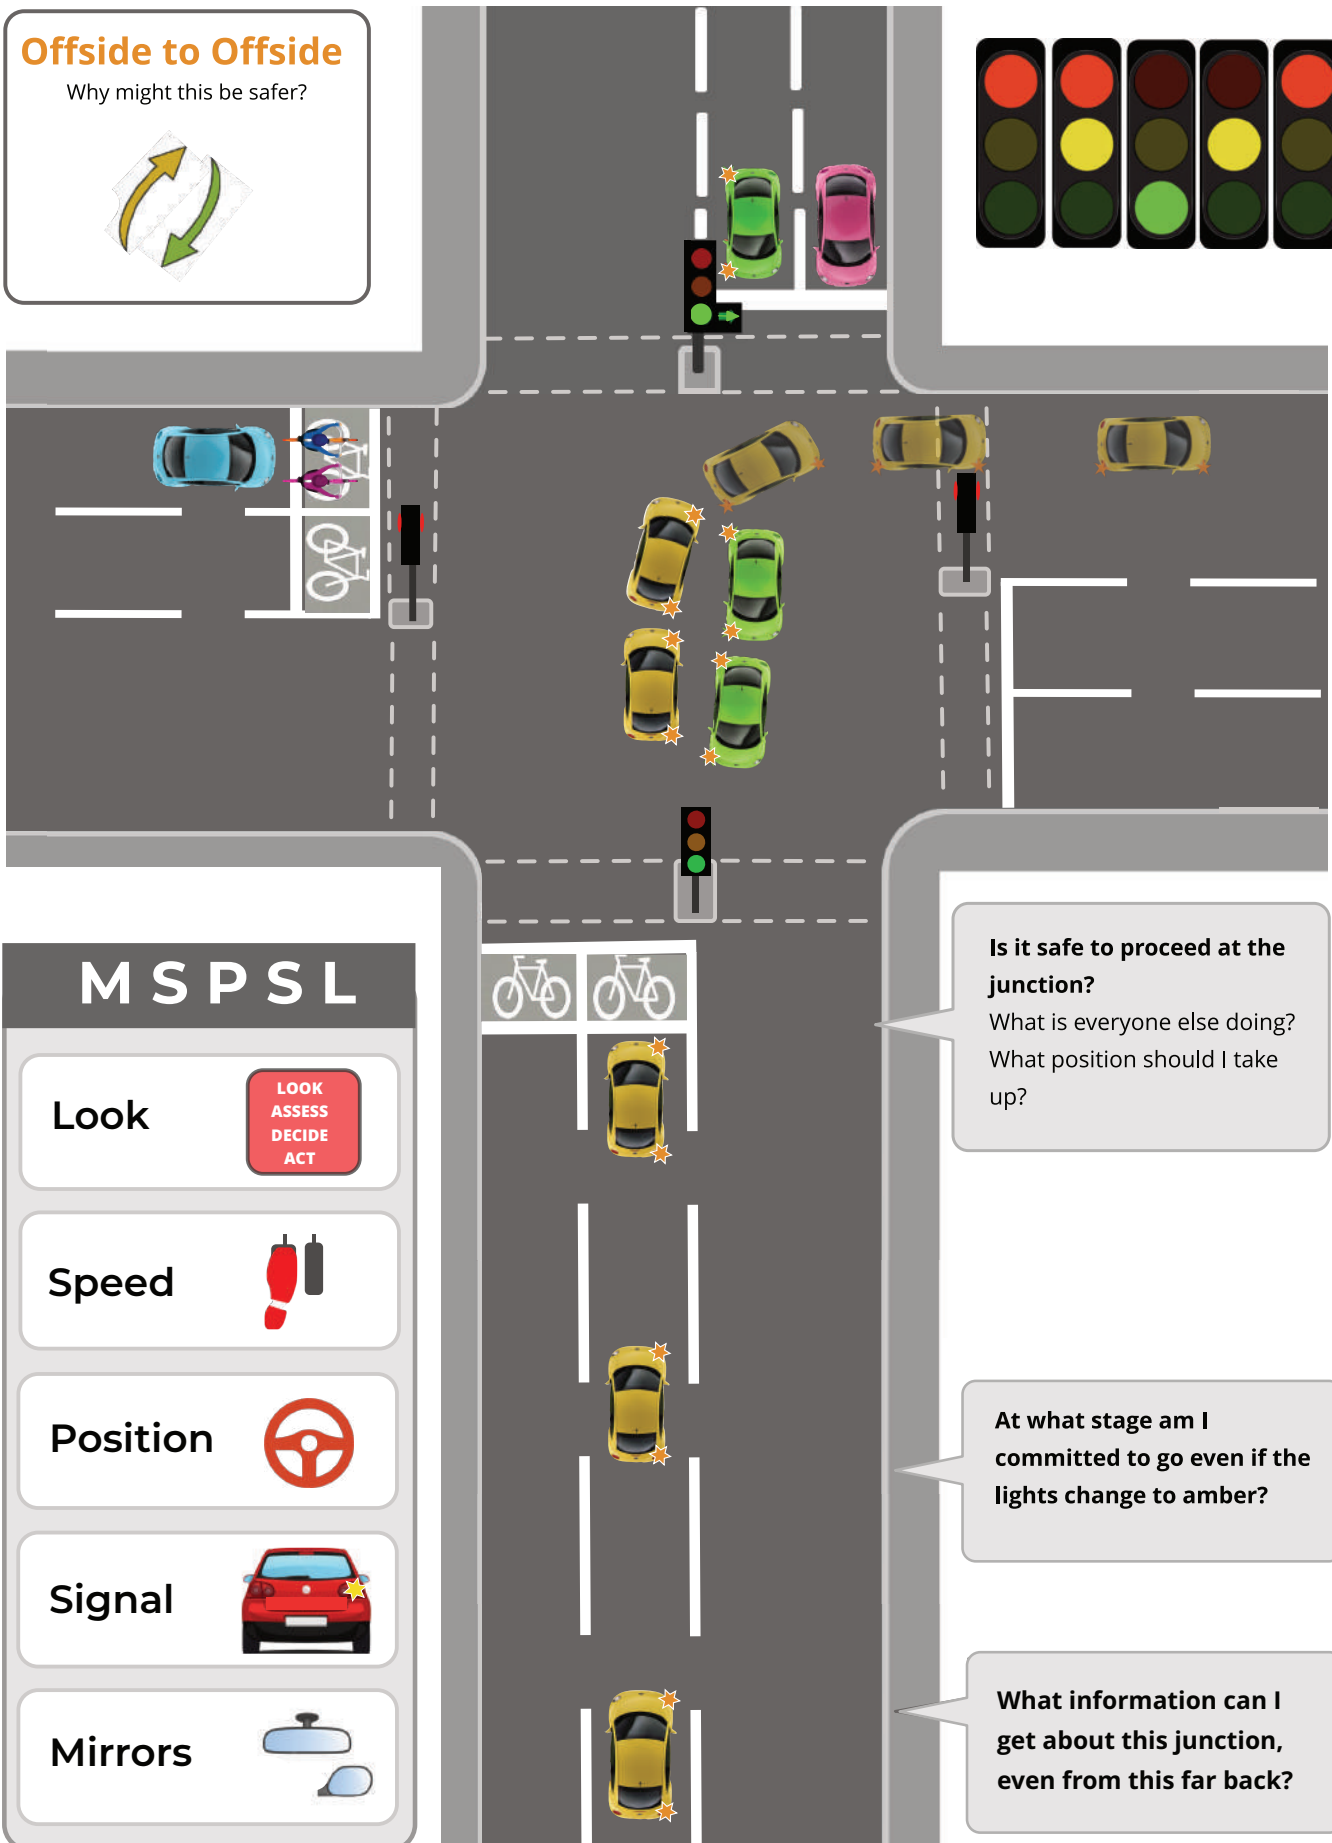 Offside to Offside
Why might this be safer?
M S P S L
Look
LOOK
ASSESS
DECIDE
ACT
Speed
Position
Signal
Mirrors
Is it safe to proceed at the
junction?
What is everyone else doing?
What position should I take
up?
At what stage am I
committed to go even if the
lights change to amber?
What information can I
get about this junction,
even from this far back?